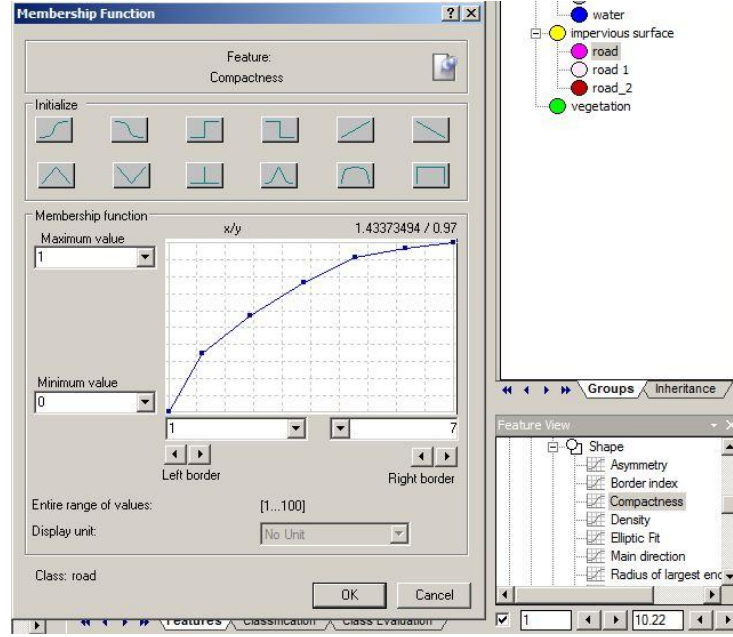 Membership Function
Feature:
Compactness
Initialize
Membership function
x/y 1.43373494 / 0.97
Maximum value
1
Minimum value
0
1 7
Left border Right border
Entire range of values: [1...100]
Display unit: No Unit
Class: road
OK Cancel
Features Classification Class Evaluation
water
impervious surface
road
road 1
road_2
vegetation
Groups Inheritance
Feature View
Shape
Asymmetry
Border index
Compactness
Density
Elliptic Fit
Main direction
Radius of largest enc
1 10.22